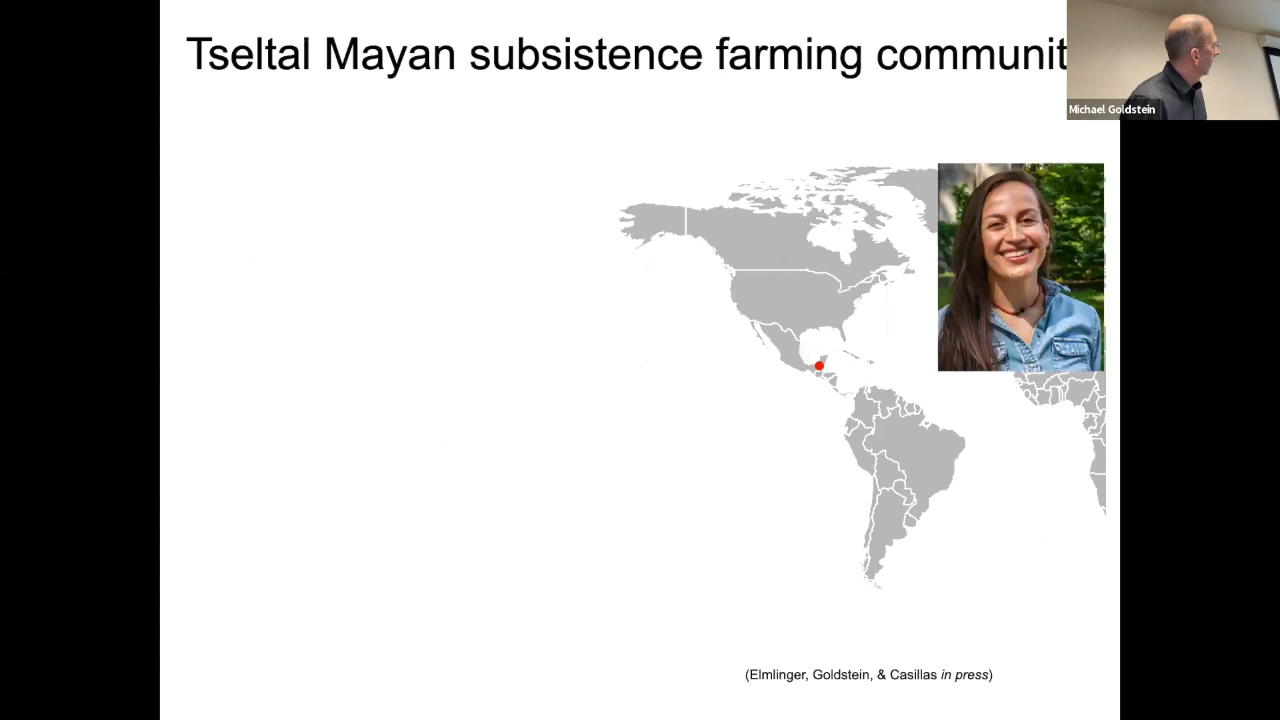 Tseltal Mayan subsistence farming communit
Michael Goldstein
(Elmlinger, Goldstein, & Casillas in press)